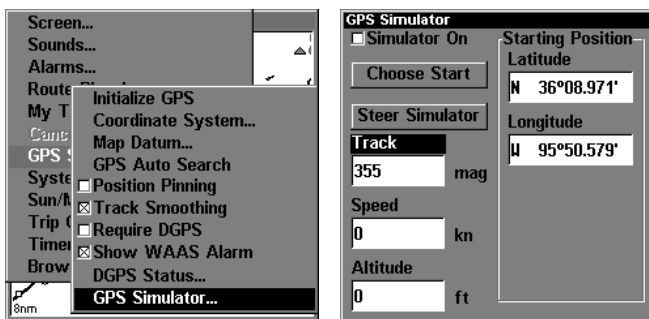 Screen...
Sounds...
Alarms...
Route
My T
GPS S
Syste
Sun/
Trip
Timer
Brow
8nm
Initialize GPS
Coordinate System...
Map Datum...
GPS Auto Search
Position Pinning
Track Smoothing
Require DGPS
Show WAAS Alarm
DGPS Status...
GPS Simulator...
GPS Simulator
Simulator On
Choose Start
Steer Simulator
Track
355 mag
Speed
0 kn
Altitude
0 ft
Starting Position
Latitude
N 36°08.971'
Longitude
W 95°50.579'